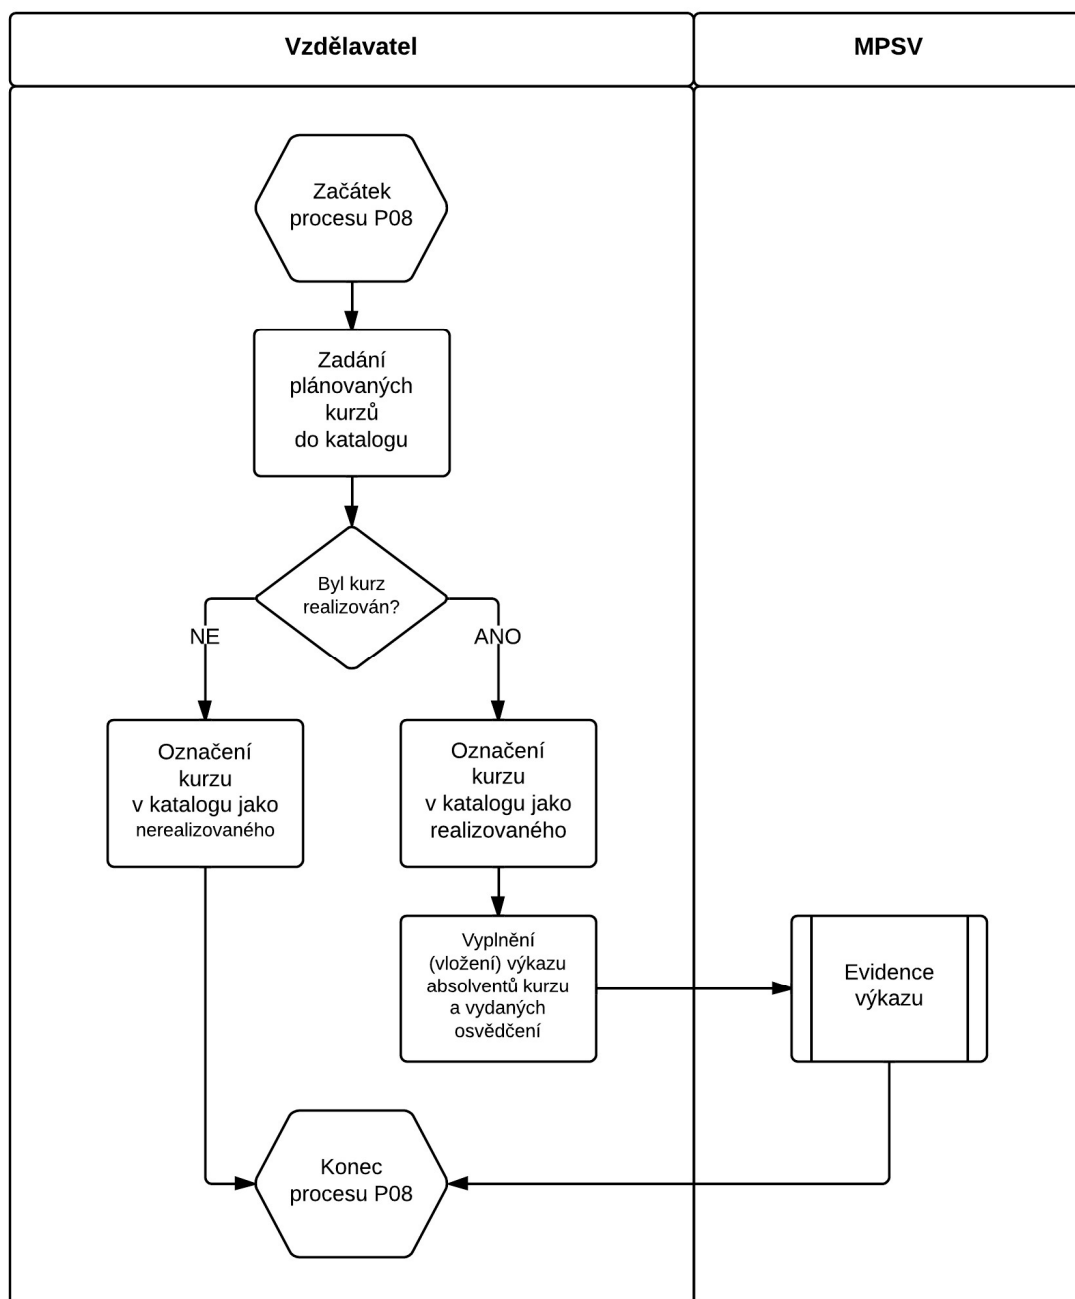 Vzdělavatel
MPSV
Začátek
procesu P08
Zadání
plánovaných
kurzů
do katalogu
Byl kurz
realizován?
NE
ANO
Označení
kurzu
v katalogu jako
nerealizovaného
Označení
kurzu
v katalogu jako
realizovaného
Vyplnění
(vložení) výkazu
absolventů kurzu
a vydaných
osvědčení
Evidence
výkazu
Konec
procesu P08